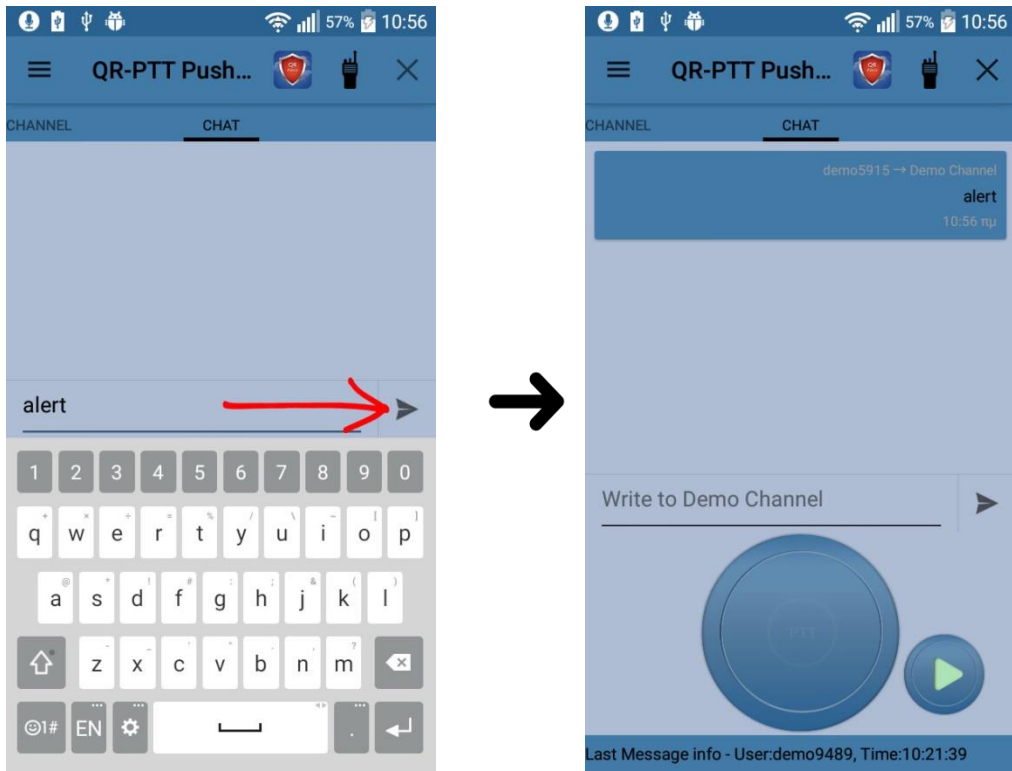 57% 10:56
QR-PTT Push...
CHANNEL CHAT
alert
1 2 3 4 5 6 7 8 9 0
q w e r t y u i o p
a s d f g h j k l
z x c v b n m
☺1# EN .
57% 10:56
QR-PTT Push...
CHANNEL CHAT
demo5915 → Demo Channel
alert
10:56 πμ
Write to Demo Channel
PTT
Last Message info - User:demo9489, Time:10:21:39